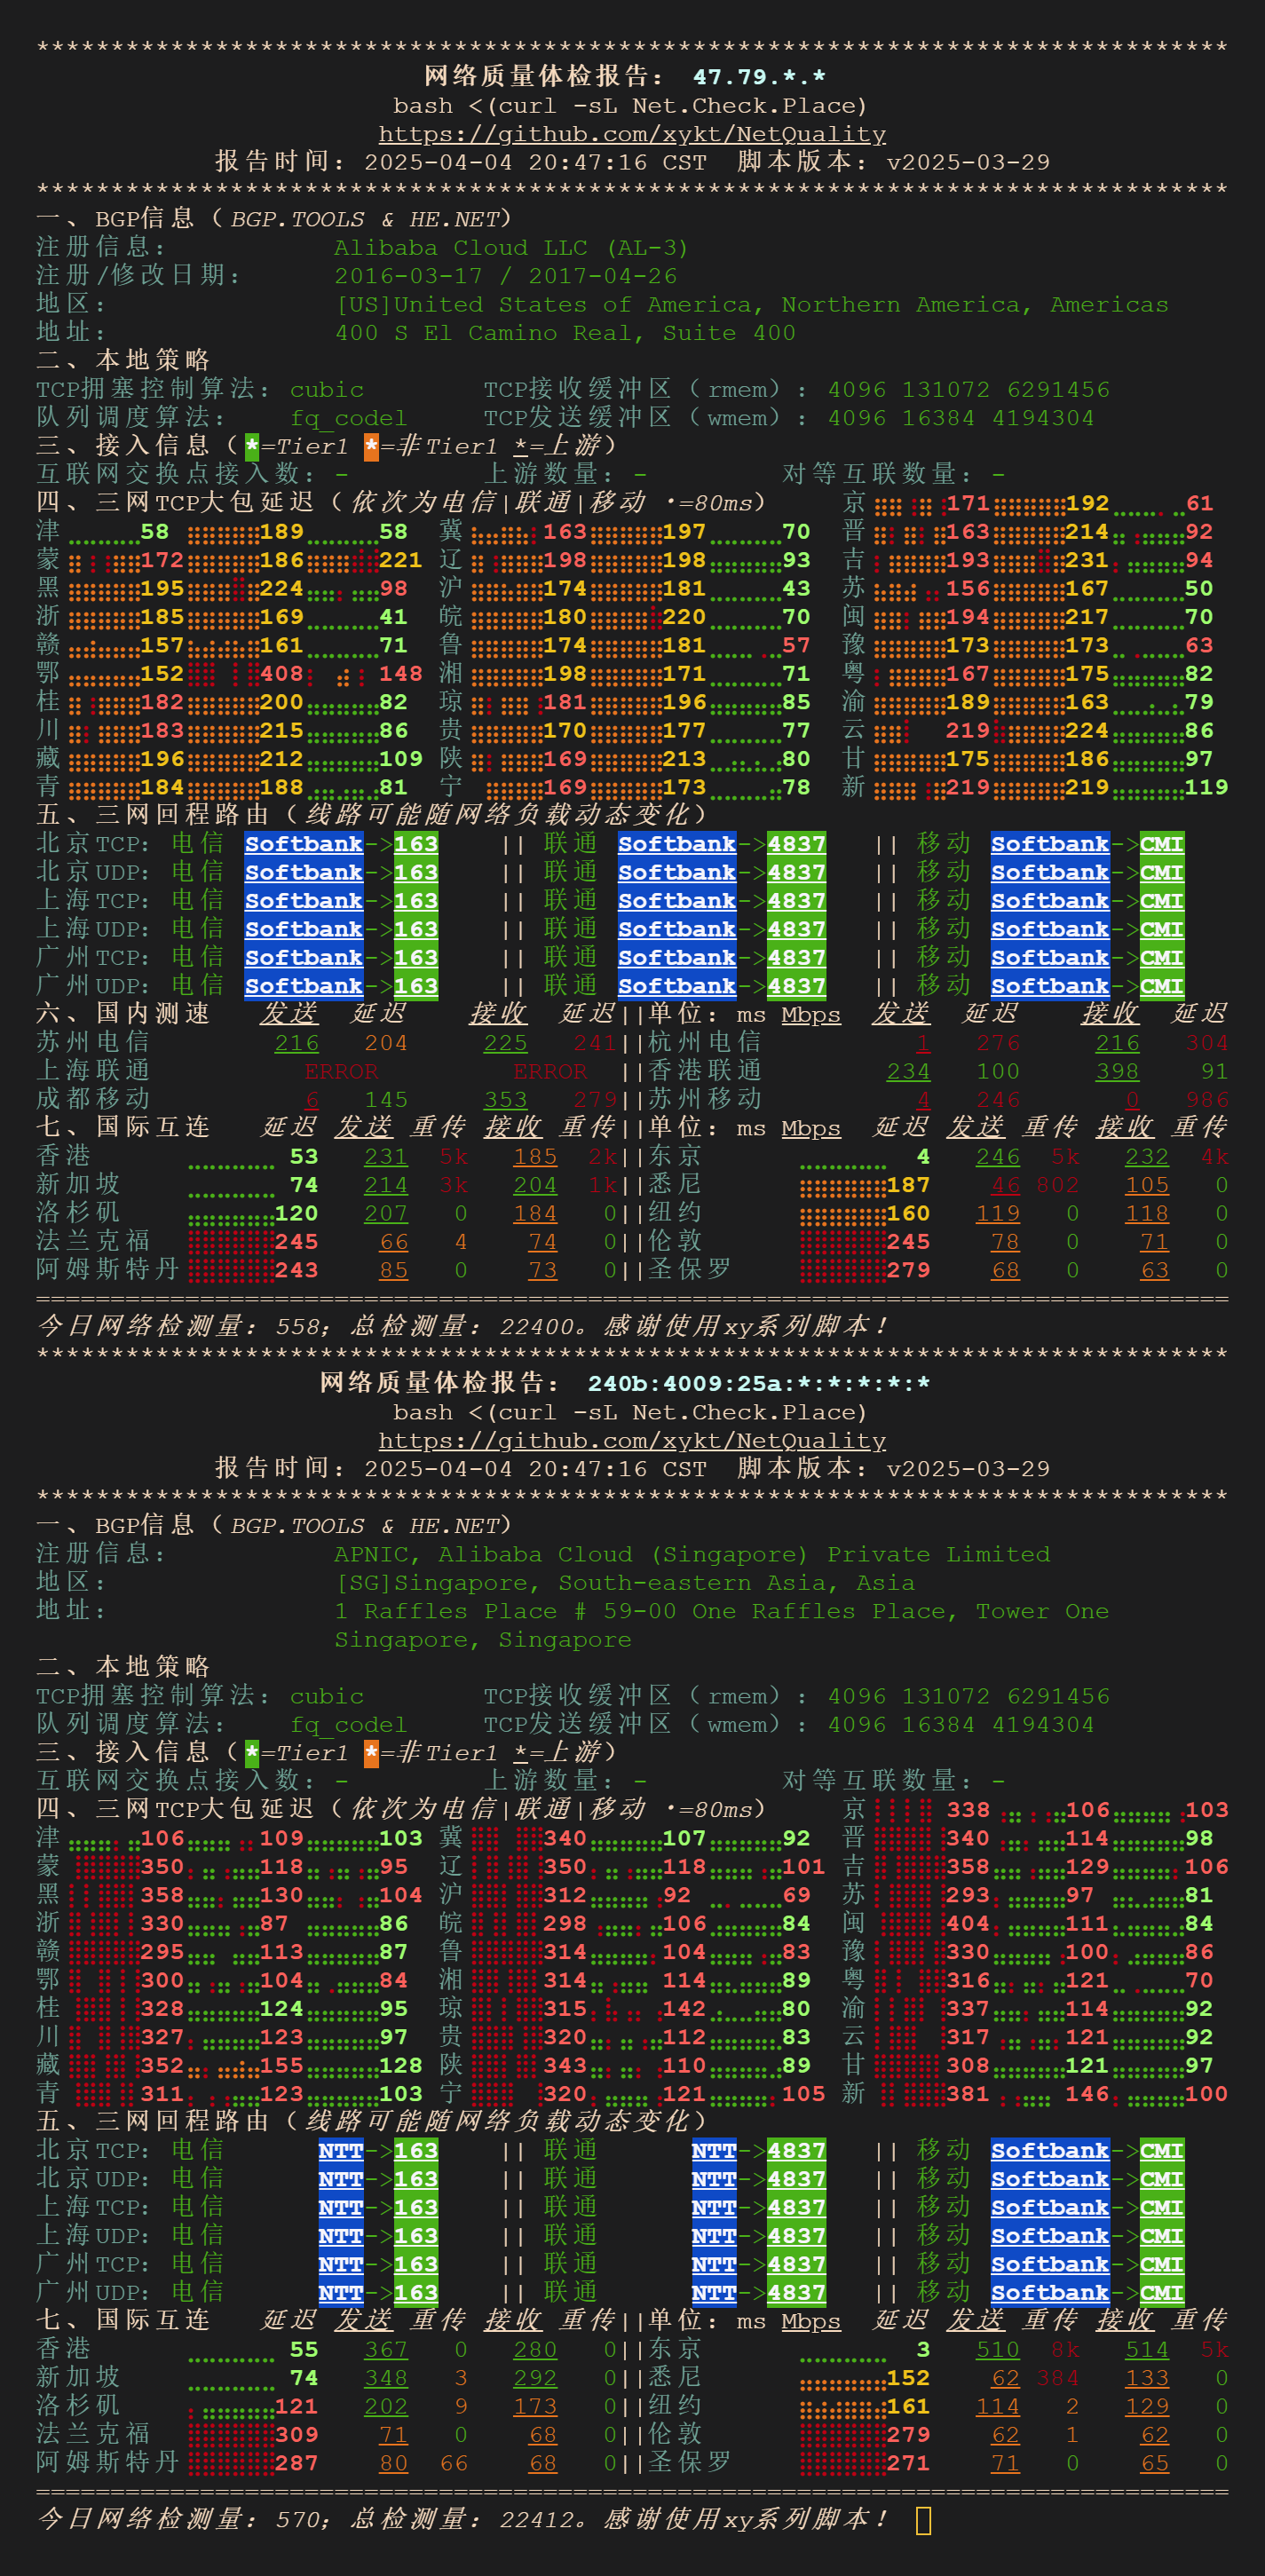 ********************************************************************************
网络质量体检报告： 47.79.*.*
bash <(curl -sL Net.Check.Place)
https://github.com/xykt/NetQuality
报告时间：2025-04-04 20:47:16 CST 脚本版本：v2025-03-29
********************************************************************************
一、BGP信息（BGP.TOOLS & HE.NET）
注册信息： Alibaba Cloud LLC (AL-3)
注册/修改日期： 2016-03-17 / 2017-04-26
地区： [US]United States of America, Northern America, Americas
地址： 400 S El Camino Real, Suite 400
二、本地策略
TCP拥塞控制算法：cubic TCP接收缓冲区（rmem）：4096 131072 6291456
队列调度算法： fq_codel TCP发送缓冲区（wmem）：4096 16384 4194304
三、接入信息（*=Tier1 *=非Tier1 *=上游）
互联网交换点接入数：- 上游数量：- 对等互联数量：-
四、三网TCP大包延迟（依次为电信|联通|移动 ·=80ms） 京 171 192 61
津 58 189 58 冀 163 197 70 晋 163 214 92
蒙 172 186 221 辽 198 198 93 吉 193 231 94
黑 195 224 98 沪 174 181 43 苏 156 167 50
浙 185 169 41 皖 180 220 70 闽 194 217 70
赣 157 161 71 鲁 174 181 57 豫 173 173 63
鄂 152 408 148 湘 198 171 71 粤 167 175 82
桂 182 200 82 琼 181 196 85 渝 189 163 79
川 183 215 86 贵 170 177 77 云 219 224 86
藏 196 212 109 陕 169 213 80 甘 175 186 97
青 184 188 81 宁 169 173 78 新 219 219 119
五、三网回程路由（线路可能随网络负载动态变化）
北京TCP：电信 Softbank->163 || 联通 Softbank->4837 || 移动 Softbank->CMI
北京UDP：电信 Softbank->163 || 联通 Softbank->4837 || 移动 Softbank->CMI
上海TCP：电信 Softbank->163 || 联通 Softbank->4837 || 移动 Softbank->CMI
上海UDP：电信 Softbank->163 || 联通 Softbank->4837 || 移动 Softbank->CMI
广州TCP：电信 Softbank->163 || 联通 Softbank->4837 || 移动 Softbank->CMI
广州UDP：电信 Softbank->163 || 联通 Softbank->4837 || 移动 Softbank->CMI
六、国内测速 发送 延迟 接收 延迟||单位：ms Mbps 发送 延迟 接收 延迟
苏州电信 216 204 225 241||杭州电信 1 276 216 304
上海联通 ERROR ERROR ||香港联通 234 100 398 91
成都移动 6 145 353 279||苏州移动 4 246 0 986
七、国际互连 延迟 发送 重传 接收 重传||单位：ms Mbps 延迟 发送 重传 接收 重传
香港 53 231 5k 185 2k||东京 4 246 5k 232 4k
新加坡 74 214 3k 204 1k||悉尼 187 46 802 105 0
洛杉矶 120 207 0 184 0||纽约 160 119 0 118 0
法兰克福 245 66 4 74 0||伦敦 245 78 0 71 0
阿姆斯特丹 243 85 0 73 0||圣保罗 279 68 0 63 0
================================================================================
今日网络检测量：558；总检测量：22400。感谢使用xy系列脚本！
********************************************************************************
网络质量体检报告： 240b:4009:25a:*:*:*:*:*
bash <(curl -sL Net.Check.Place)
https://github.com/xykt/NetQuality
报告时间：2025-04-04 20:47:16 CST 脚本版本：v2025-03-29
********************************************************************************
一、BGP信息（BGP.TOOLS & HE.NET）
注册信息： APNIC, Alibaba Cloud (Singapore) Private Limited
地区： [SG]Singapore, South-eastern Asia, Asia
地址： 1 Raffles Place # 59-00 One Raffles Place, Tower One
Singapore, Singapore
二、本地策略
TCP拥塞控制算法：cubic TCP接收缓冲区（rmem）：4096 131072 6291456
队列调度算法： fq_codel TCP发送缓冲区（wmem）：4096 16384 4194304
三、接入信息（*=Tier1 *=非Tier1 *=上游）
互联网交换点接入数：- 上游数量：- 对等互联数量：-
四、三网TCP大包延迟（依次为电信|联通|移动 ·=80ms） 京 338 106 103
津 106 109 103 冀 340 107 92 晋 340 114 98
蒙 350 118 95 辽 350 118 101 吉 358 129 106
黑 358 130 104 沪 312 92 69 苏 293 97 81
浙 330 87 86 皖 298 106 84 闽 404 111 84
赣 295 113 87 鲁 314 104 83 豫 330 100 86
鄂 300 104 84 湘 314 114 89 粤 316 121 70
桂 328 124 95 琼 315 142 80 渝 337 114 92
川 327 123 97 贵 320 112 83 云 317 121 92
藏 352 155 128 陕 343 110 89 甘 308 121 97
青 311 123 103 宁 320 121 105 新 381 146 100
五、三网回程路由（线路可能随网络负载动态变化）
北京TCP：电信 NTT->163 || 联通 NTT->4837 || 移动 Softbank->CMI
北京UDP：电信 NTT->163 || 联通 NTT->4837 || 移动 Softbank->CMI
上海TCP：电信 NTT->163 || 联通 NTT->4837 || 移动 Softbank->CMI
上海UDP：电信 NTT->163 || 联通 NTT->4837 || 移动 Softbank->CMI
广州TCP：电信 NTT->163 || 联通 NTT->4837 || 移动 Softbank->CMI
广州UDP：电信 NTT->163 || 联通 NTT->4837 || 移动 Softbank->CMI
七、国际互连 延迟 发送 重传 接收 重传||单位：ms Mbps 延迟 发送 重传 接收 重传
香港 55 367 0 280 0||东京 3 510 8k 514 5k
新加坡 74 348 3 292 0||悉尼 152 62 384 133 0
洛杉矶 121 202 9 173 0||纽约 161 114 2 129 0
法兰克福 309 71 0 68 0||伦敦 279 62 1 62 0
阿姆斯特丹 287 80 66 68 0||圣保罗 271 71 0 65 0
================================================================================
今日网络检测量：570；总检测量：22412。感谢使用xy系列脚本！